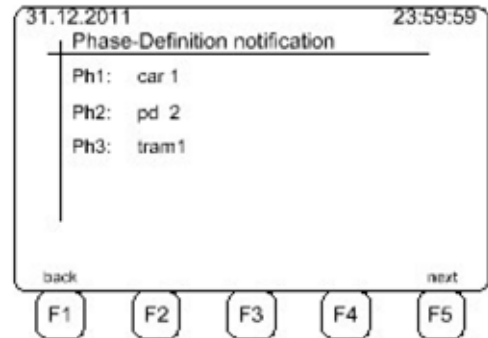 31.12.2011 23:59:59
Phase-Definition notification
Ph1: car 1
Ph2: pd 2
Ph3: tram1
back next
F1 F2 F3 F4 F5